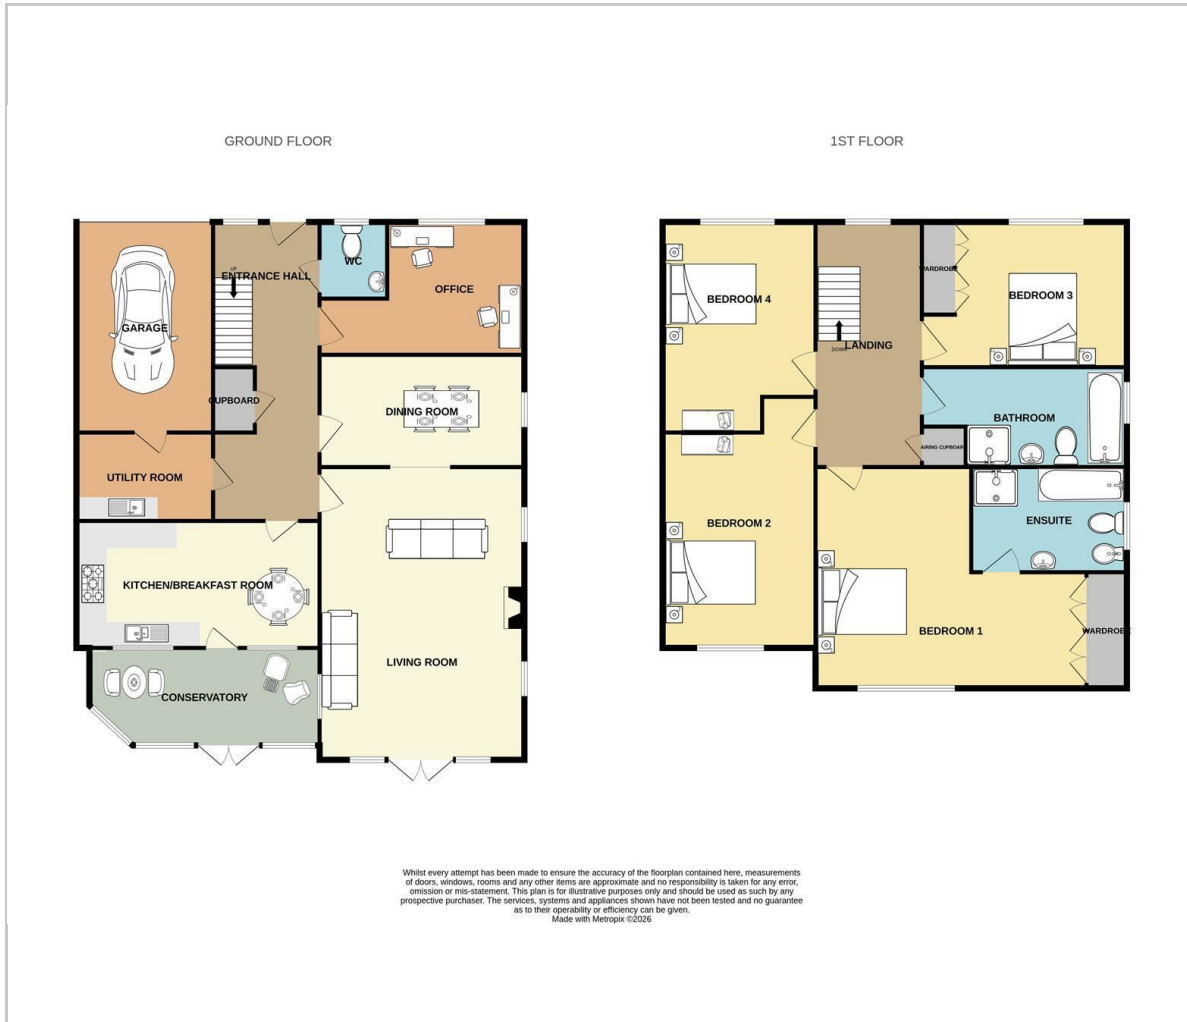 GROUND FLOOR
1ST FLOOR
UP
ENTRANCE HALL
WC
OFFICE
GARAGE
CUPBOARD
DINING ROOM
UTILITY ROOM
KITCHEN/BREAKFAST ROOM
LIVING ROOM
CONSERVATORY
BEDROOM 4
WARDROBE
BEDROOM 3
DOWN
LANDING
BATHROOM
AIRING CUPBOARD
BEDROOM 2
ENSUITE
BEDROOM 1
WARDROBE
Whilst every attempt has been made to ensure the accuracy of the floorplan contained here, measurements
of doors, windows, rooms and any other items are approximate and no responsibility is taken for any error,
omission or mis-statement. This plan is for illustrative purposes only and should be used as such by any
prospective purchaser. The services, systems and appliances shown have not been tested and no guarantee
as to their operability or efficiency can be given.
Made with Metropix ©2026